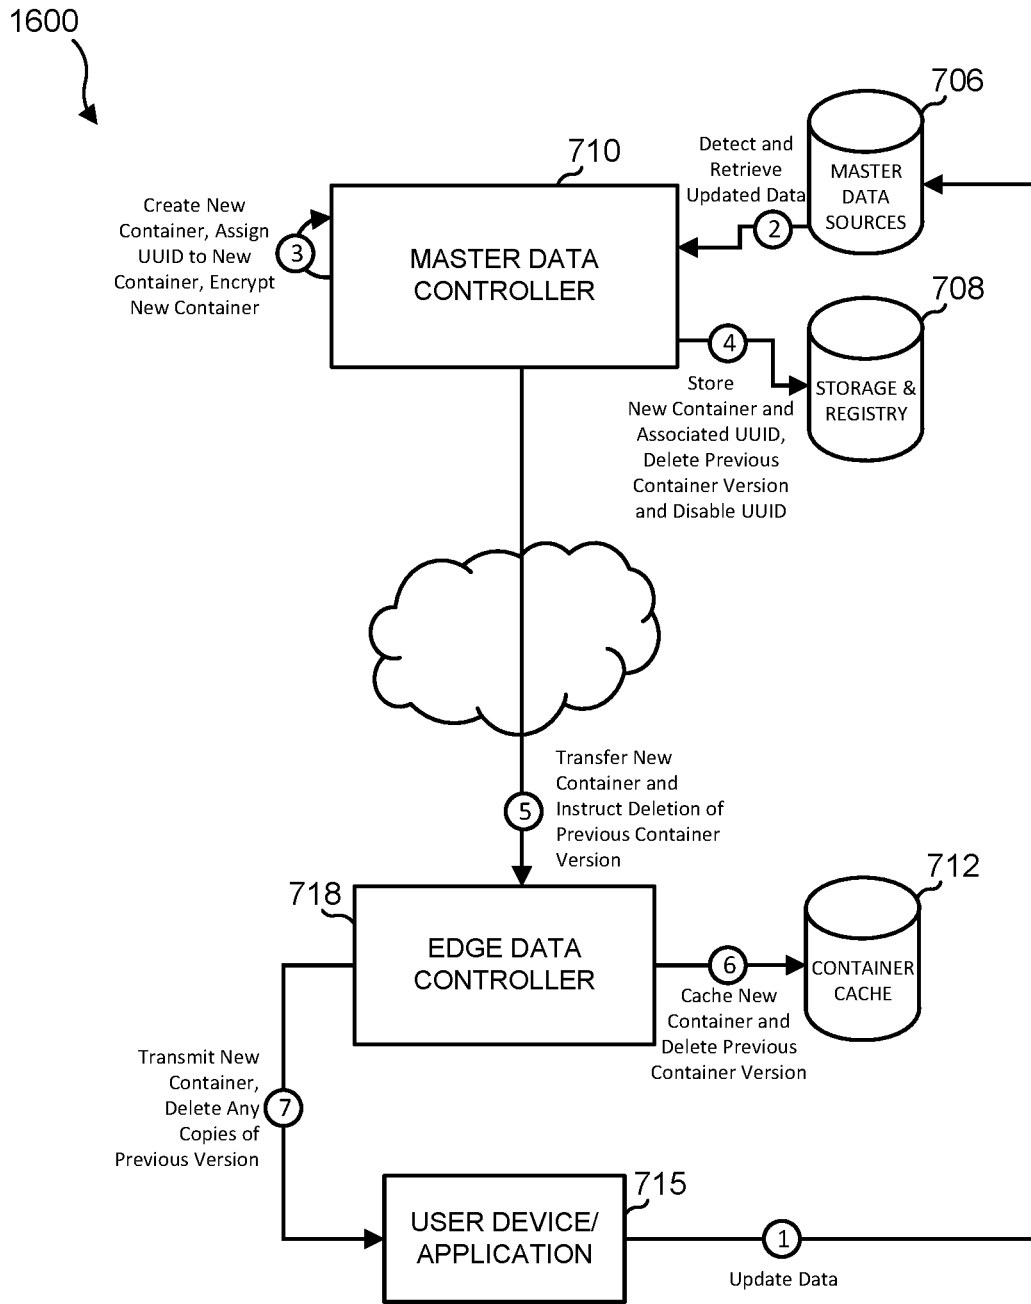 1600
706
Detect and
Retrieve
Updated Data
2
MASTER
DATA
SOURCES
710
Create New
Container, Assign
UUID to New
Container, Encrypt
New Container
3
MASTER DATA
CONTROLLER
708
4
STORAGE &
REGISTRY
Store
New Container and
Associated UUID,
Delete Previous
Container Version
and Disable UUID
Transfer New
Container and
Instruct Deletion of
Previous Container
Version
5
718
EDGE DATA
CONTROLLER
712
6
CONTAINER
CACHE
Cache New
Container and
Delete Previous
Container Version
Transmit New
Container,
Delete Any
Copies of
Previous Version
7
715
USER DEVICE/
APPLICATION
1
Update Data